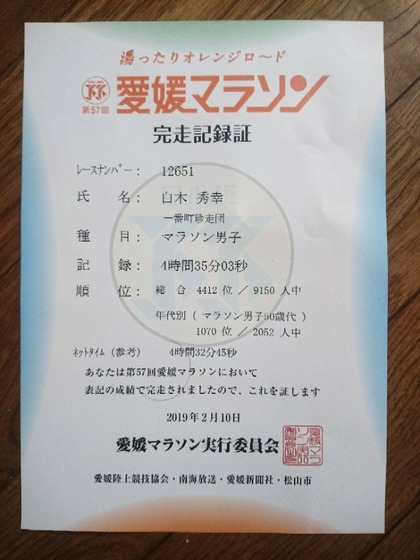 湯ったりオレンジロ〜ド
第57回
愛媛マラソン
完走記録証
ﾚｰｽﾅﾝﾊﾞｰ： 12651
氏 名： 白木 秀幸
一番町珍走団
種 目： マラソン男子
記 録： 4時間35分03秒
順 位： 総 合 4412 位 ／ 9150 人中
年代別（ マラソン男子50歳代 ）
1070 位 ／ 2052 人中
ﾈｯﾄﾀｲﾑ（参考） 4時間32分45秒
あなたは第57回愛媛マラソンにおいて
表記の成績で完走されましたので、これを証します
2019年2月10日
愛媛マラソン実行委員会
愛媛陸上競技協会・南海放送・愛媛新聞社・松山市